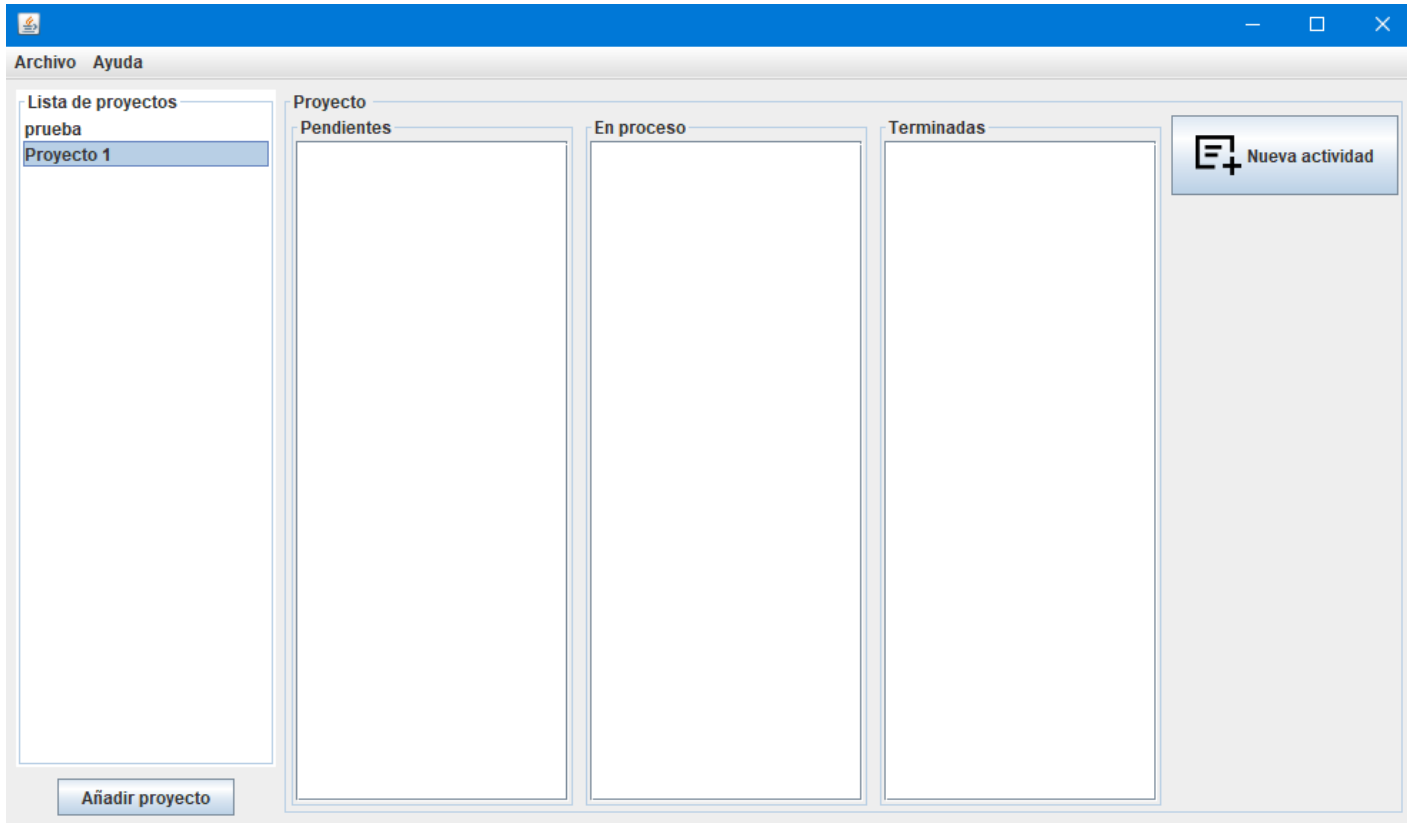 Archivo Ayuda
Lista de proyectos
prueba
Proyecto 1
Añadir proyecto
Proyecto
Pendientes
En proceso
Terminadas
Nueva actividad